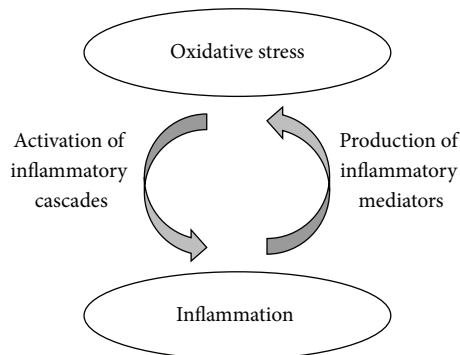 Oxidative stress
Activation of
inflammatory
cascades
Production of
inflammatory
mediators
Inflammation